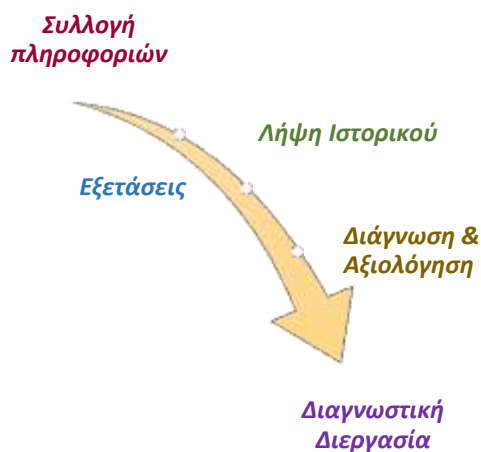 Συλλογή
πληροφοριών
Λήψη Ιστορικού
Εξετάσεις
Διάγνωση &
Αξιολόγηση
Διαγνωστική
Διεργασία